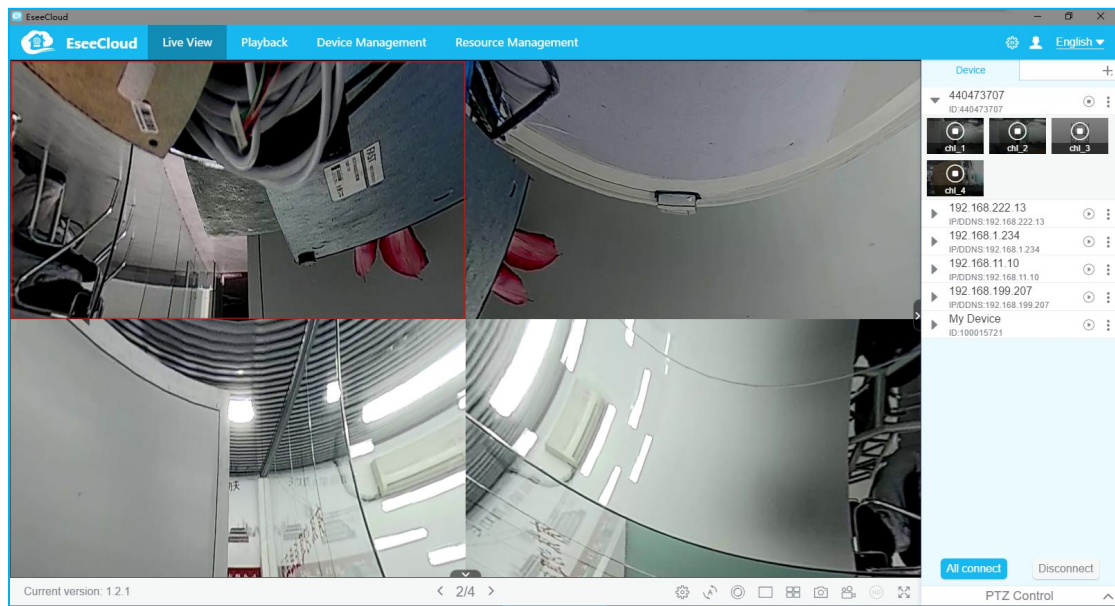 EseeCloud
EseeCloud
Live View
Playback
Device Management
Resource Management
English
Device
440473707
ID:440473707
chl_1
chl_2
chl_3
chl_4
192.168.222.13
IP/DDNS:192.168.222.13
192.168.1.234
IP/DDNS:192.168.1.234
192.168.11.10
IP/DDNS:192.168.11.10
192.168.199.207
IP/DDNS:192.168.199.207
My Device
ID:100015721
FAST
All connect
Disconnect
Current version: 1.2.1
2/4
HD
PTZ Control